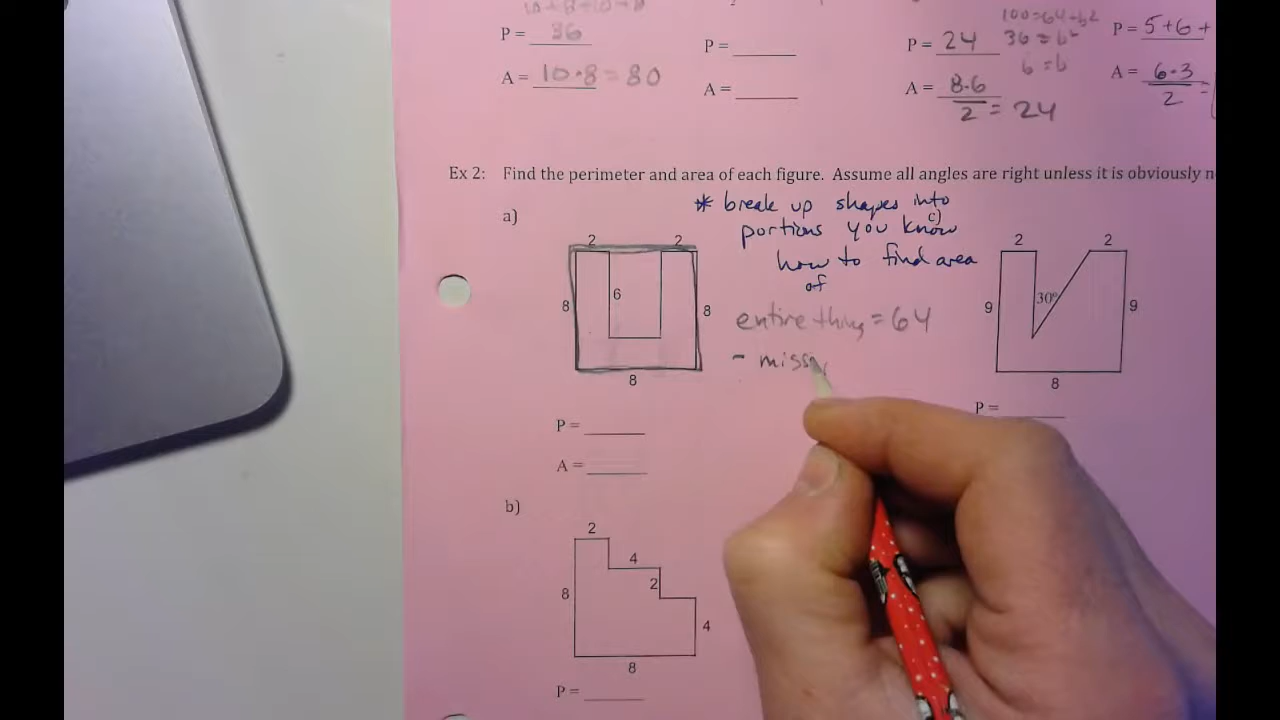 P = 36
A = 10·8 = 80
P =
A =
100=64+b²
P = 24
36 = b²
6 = b
A = 8·6
2 = 24
P = 5+6+
A = 6·3
2 =
Ex 2: Find the perimeter and area of each figure. Assume all angles are right unless it is obviously n
a)
* break up shapes into
portions you know
how to find area
of
2
2
6
8
8
8
entire thing = 64
- miss
P =
A =
c)
2
2
30°
9
9
8
P =
b)
2
4
2
8
4
8
P =